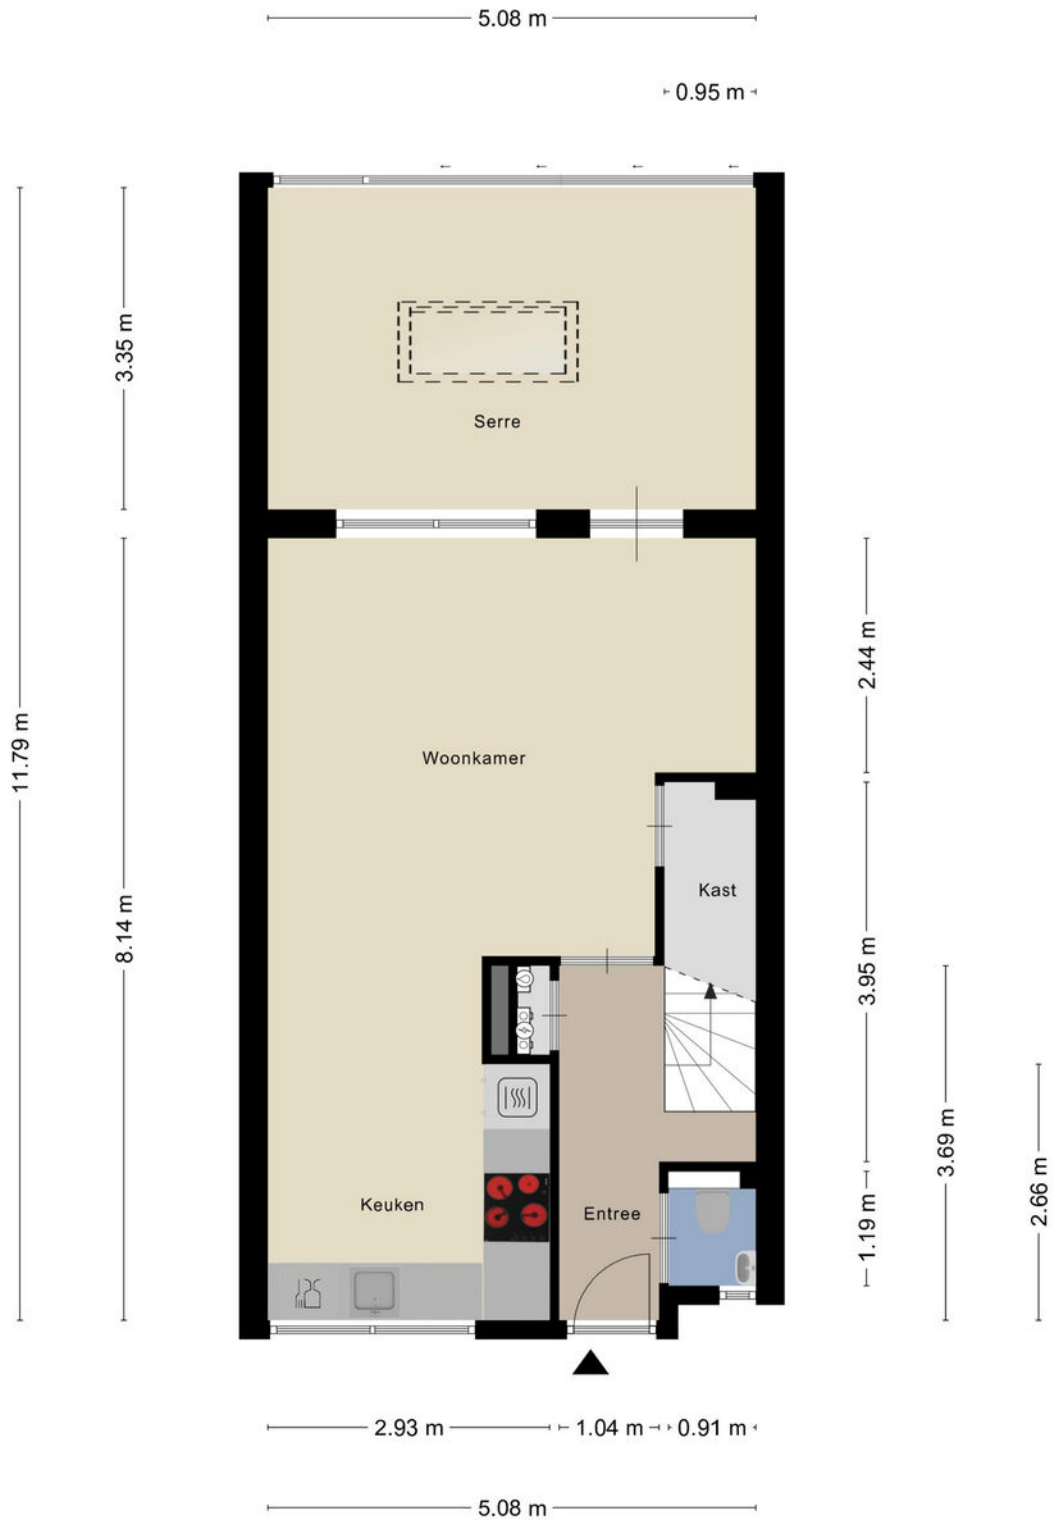 5.08 m
0.95 m
3.35 m
Serre
11.79 m
8.14 m
2.44 m
Woonkamer
Kast
3.95 m
3.69 m
2.66 m
1.19 m
Keuken
Entree
2.93 m
1.04 m
0.91 m
5.08 m